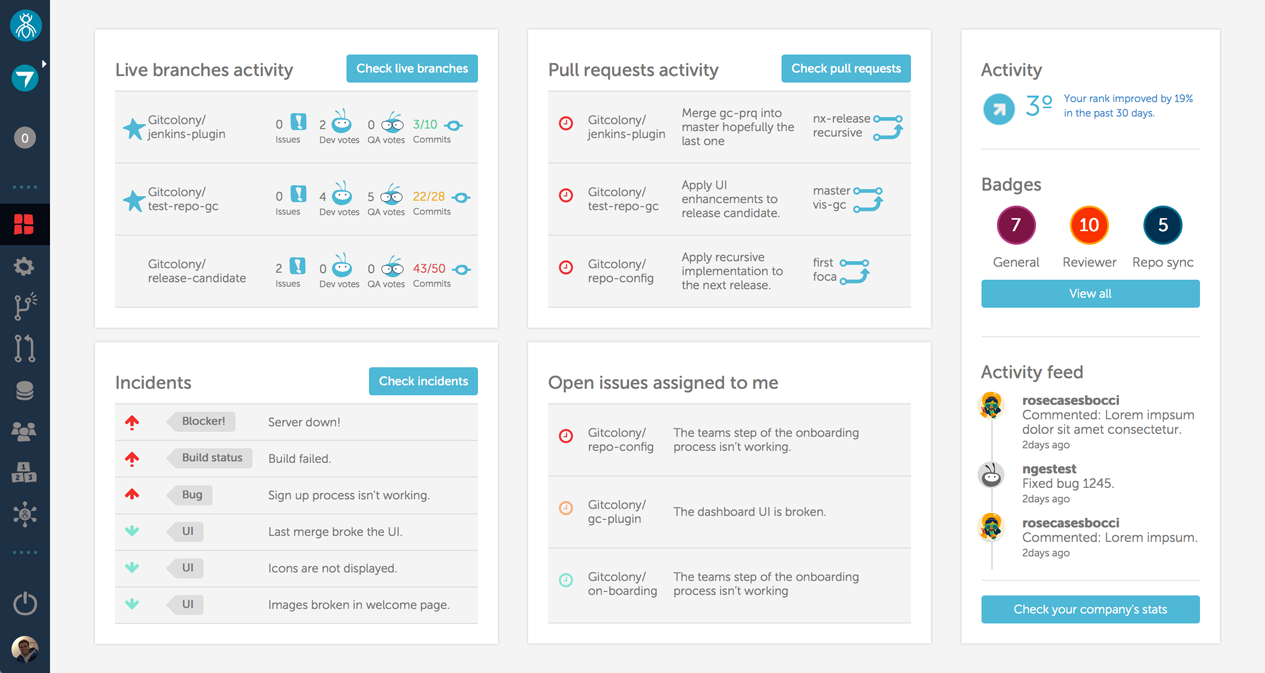 0
Live branches activity
Check live branches
Gitcolony/
jenkins-plugin
0
Issues
2
Dev votes
0
QA votes
3/10
Commits
Gitcolony/
test-repo-gc
0
Issues
4
Dev votes
5
QA votes
22/28
Commits
Gitcolony/
release-candidate
2
Issues
0
Dev votes
0
QA votes
43/50
Commits
Pull requests activity
Check pull requests
Gitcolony/
jenkins-plugin
Merge gc-prq into
master hopefully the
last one
nx-release
recursive
Gitcolony/
test-repo-gc
Apply UI
enhancements to
release candidate.
master
vis-gc
Gitcolony/
repo-config
Apply recursive
implementation to
the next release.
first
foca
Incidents
Check incidents
Blocker!
Server down!
Build status
Build failed.
Bug
Sign up process isn't working.
UI
Last merge broke the UI.
UI
Icons are not displayed.
UI
Images broken in welcome page.
Open issues assigned to me
Gitcolony/
repo-config
The teams step of the onboarding
process isn't working.
Gitcolony/
gc-plugin
The dashboard UI is broken.
Gitcolony/
on-boarding
The teams step of the onboarding
process isn't working
Activity
3º
Your rank improved by 19%
in the past 30 days.
Badges
7
General
10
Reviewer
5
Repo sync
View all
Activity feed
rosecasesbocci
Commented: Lorem impsum
dolor sit amet consectetur.
2days ago
ngestest
Fixed bug 1245.
2days ago
rosecasesbocci
Commented: Lorem impsum.
2days ago
Check your company's stats